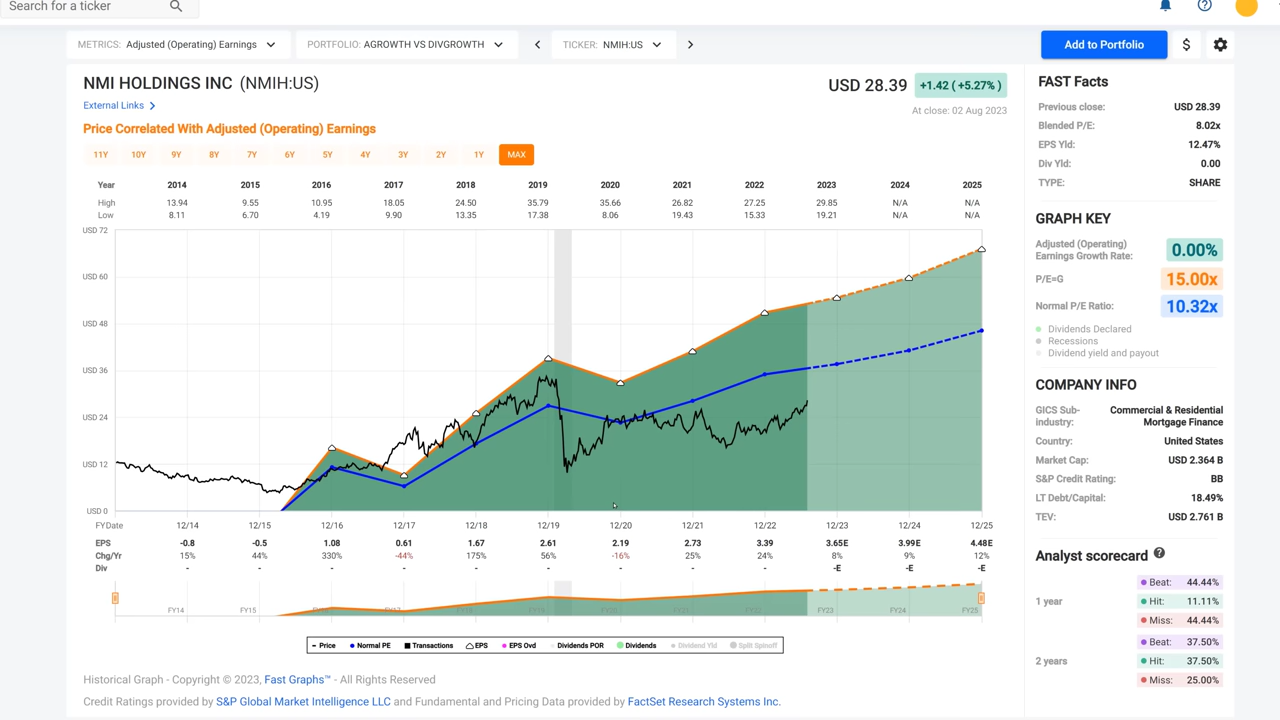 Search for a ticker
METRICS: Adjusted (Operating) Earnings
PORTFOLIO: AGROWTH VS DIVGROWTH
TICKER: NMIH:US
Add to Portfolio
$
NMI HOLDINGS INC (NMIH:US)
USD 28.39 +1.42 ( +5.27% )
External Links
At close: 02 Aug 2023
Price Correlated With Adjusted (Operating) Earnings
11Y 10Y 9Y 8Y 7Y 6Y 5Y 4Y 3Y 2Y 1Y MAX
Year 2014 2015 2016 2017 2018 2019 2020 2021 2022 2023 2024 2025
High 13.94 9.55 10.95 18.05 24.50 35.79 35.66 26.82 27.25 29.85 N/A N/A
Low 8.11 6.70 4.19 9.90 13.35 17.38 8.06 19.43 15.33 19.21 N/A N/A
USD 72
USD 60
USD 48
USD 36
USD 24
USD 12
USD 0
FYDate 12/14 12/15 12/16 12/17 12/18 12/19 12/20 12/21 12/22 12/23 12/24 12/25
EPS -0.8 -0.5 1.08 0.61 1.67 2.61 2.19 2.73 3.39 3.65E 3.99E 4.48E
Chg/Yr 15% 44% 330% -44% 175% 56% -16% 25% 24% 8% 9% 12%
Div - - - - - - - - - -E -E -E
FY14 FY15 FY21 FY22 FY23 FY24 FY25
Price Normal PE Transactions EPS EPS Ovd Dividends POR Dividends Dividend Yld Split Spinoff
Historical Graph - Copyright © 2023, Fast Graphs™ - All Rights Reserved
Credit Ratings provided by S&P Global Market Intelligence LLC and Fundamental and Pricing Data provided by FactSet Research Systems Inc.
FAST Facts
Previous close: USD 28.39
Blended P/E: 8.02x
EPS Yld: 12.47%
Div Yld: 0.00
TYPE: SHARE
GRAPH KEY
Adjusted (Operating)
Earnings Growth Rate: 0.00%
P/E=G 15.00x
Normal P/E Ratio: 10.32x
Dividends Declared
Recessions
Dividend yield and payout
COMPANY INFO
GICS Sub- Commercial & Residential
industry: Mortgage Finance
Country: United States
Market Cap: USD 2.364 B
S&P Credit Rating: BB
LT Debt/Capital: 18.49%
TEV: USD 2.761 B
Analyst scorecard ?
Beat: 44.44%
1 year Hit: 11.11%
Miss: 44.44%
Beat: 37.50%
2 years Hit: 37.50%
Miss: 25.00%